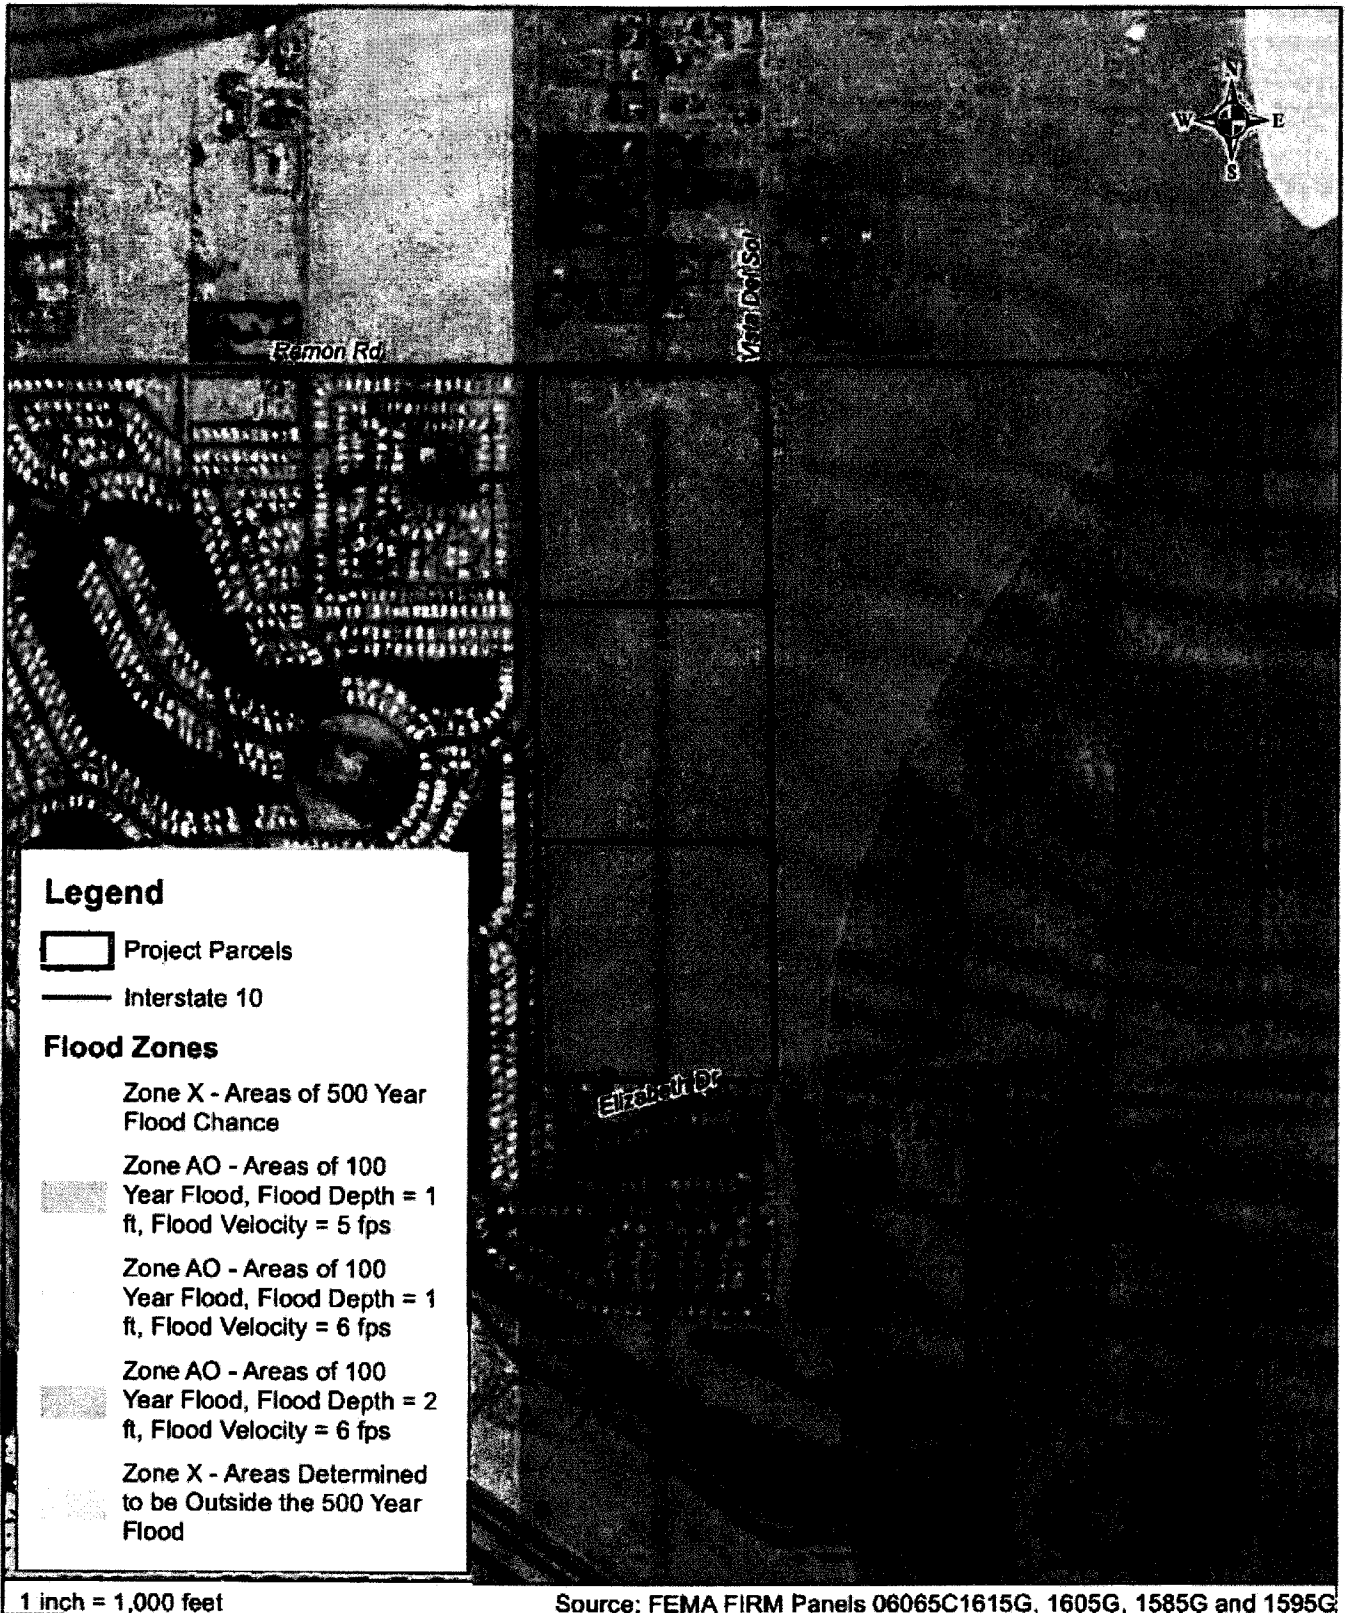 N
W E
S
Vista Del Sol
Ramon Rd
Elizabeth Dr
Legend
Project Parcels
Interstate 10
Flood Zones
Zone X - Areas of 500 Year
Flood Chance
Zone AO - Areas of 100
Year Flood, Flood Depth = 1
ft, Flood Velocity = 5 fps
Zone AO - Areas of 100
Year Flood, Flood Depth = 1
ft, Flood Velocity = 6 fps
Zone AO - Areas of 100
Year Flood, Flood Depth = 2
ft, Flood Velocity = 6 fps
Zone X - Areas Determined
to be Outside the 500 Year
Flood
1 inch = 1,000 feet
Source: FEMA FIRM Panels 06065C1615G, 1605G, 1585G and 1595G